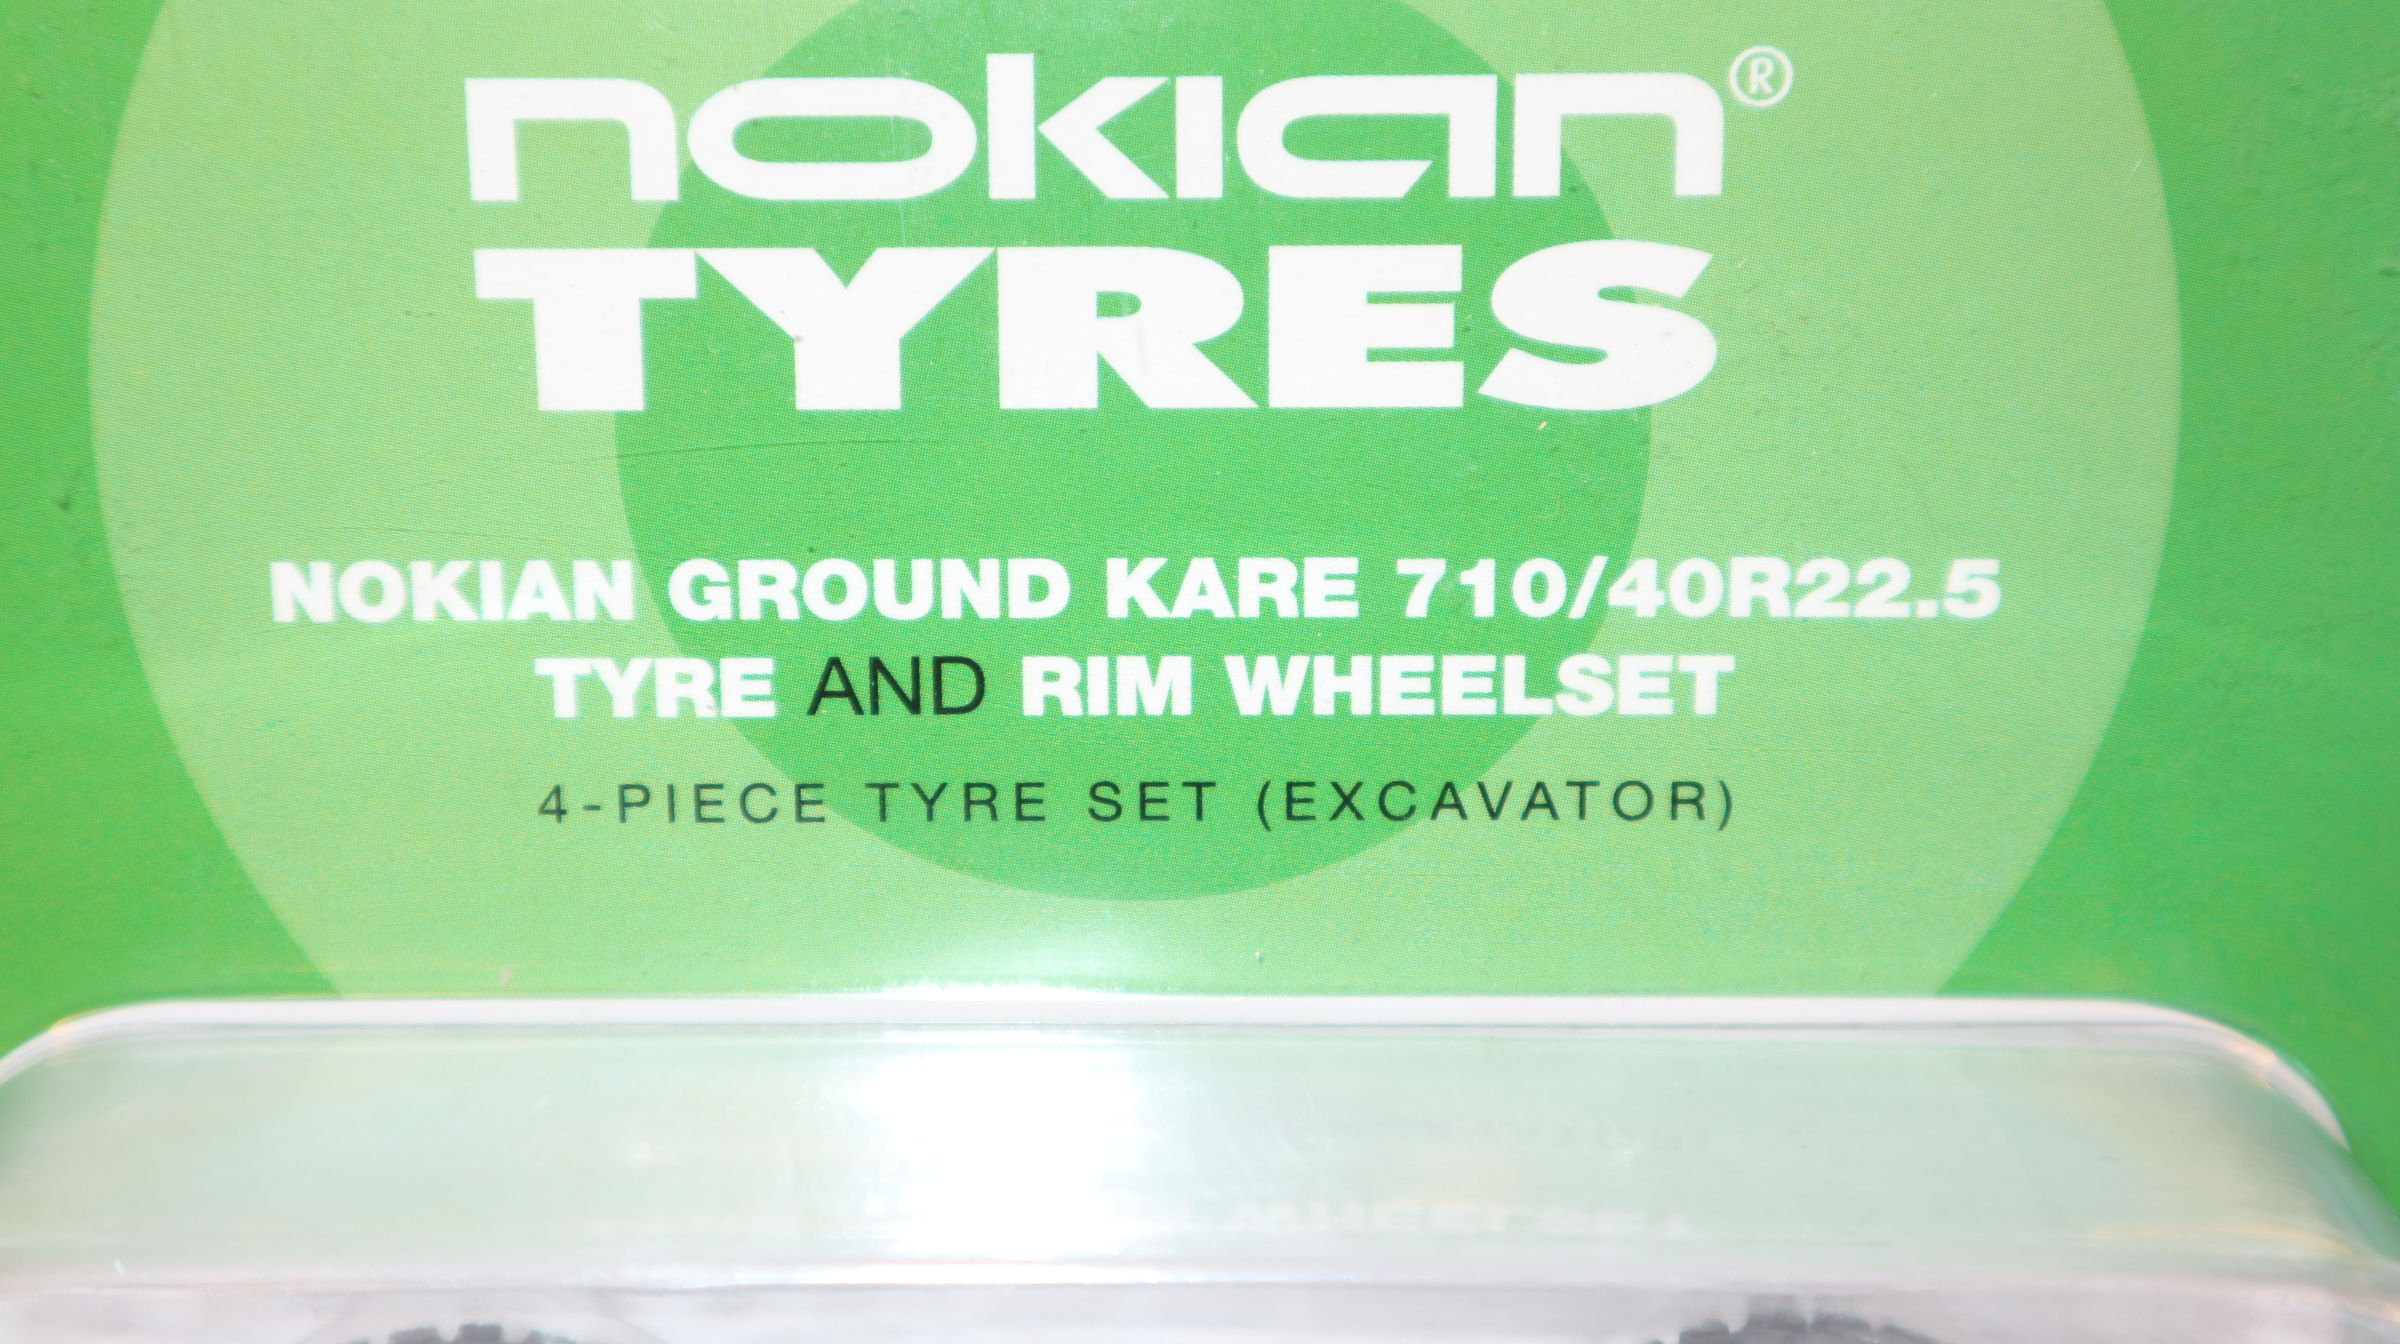 nokian®
TYRES
NOKIAN GROUND KARE 710/40R22.5
TYRE AND RIM WHEELSET
4-PIECE TYRE SET (EXCAVATOR)